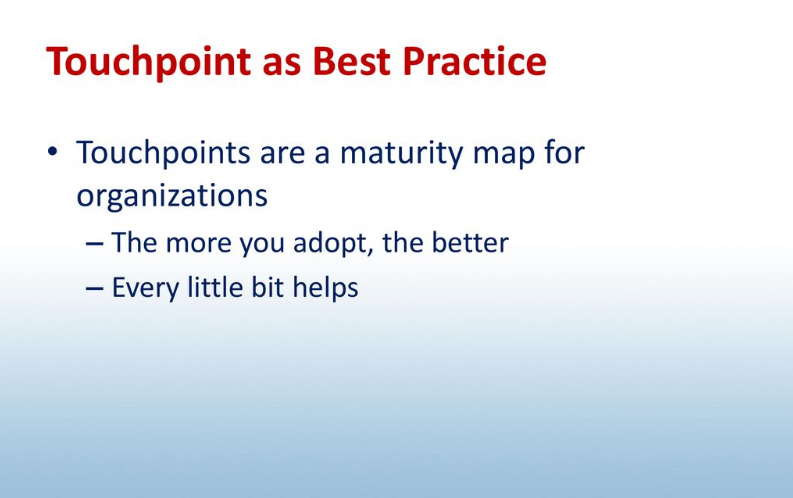 Touchpoint as Best Practice
• Touchpoints are a maturity map for
organizations
– The more you adopt, the better
– Every little bit helps